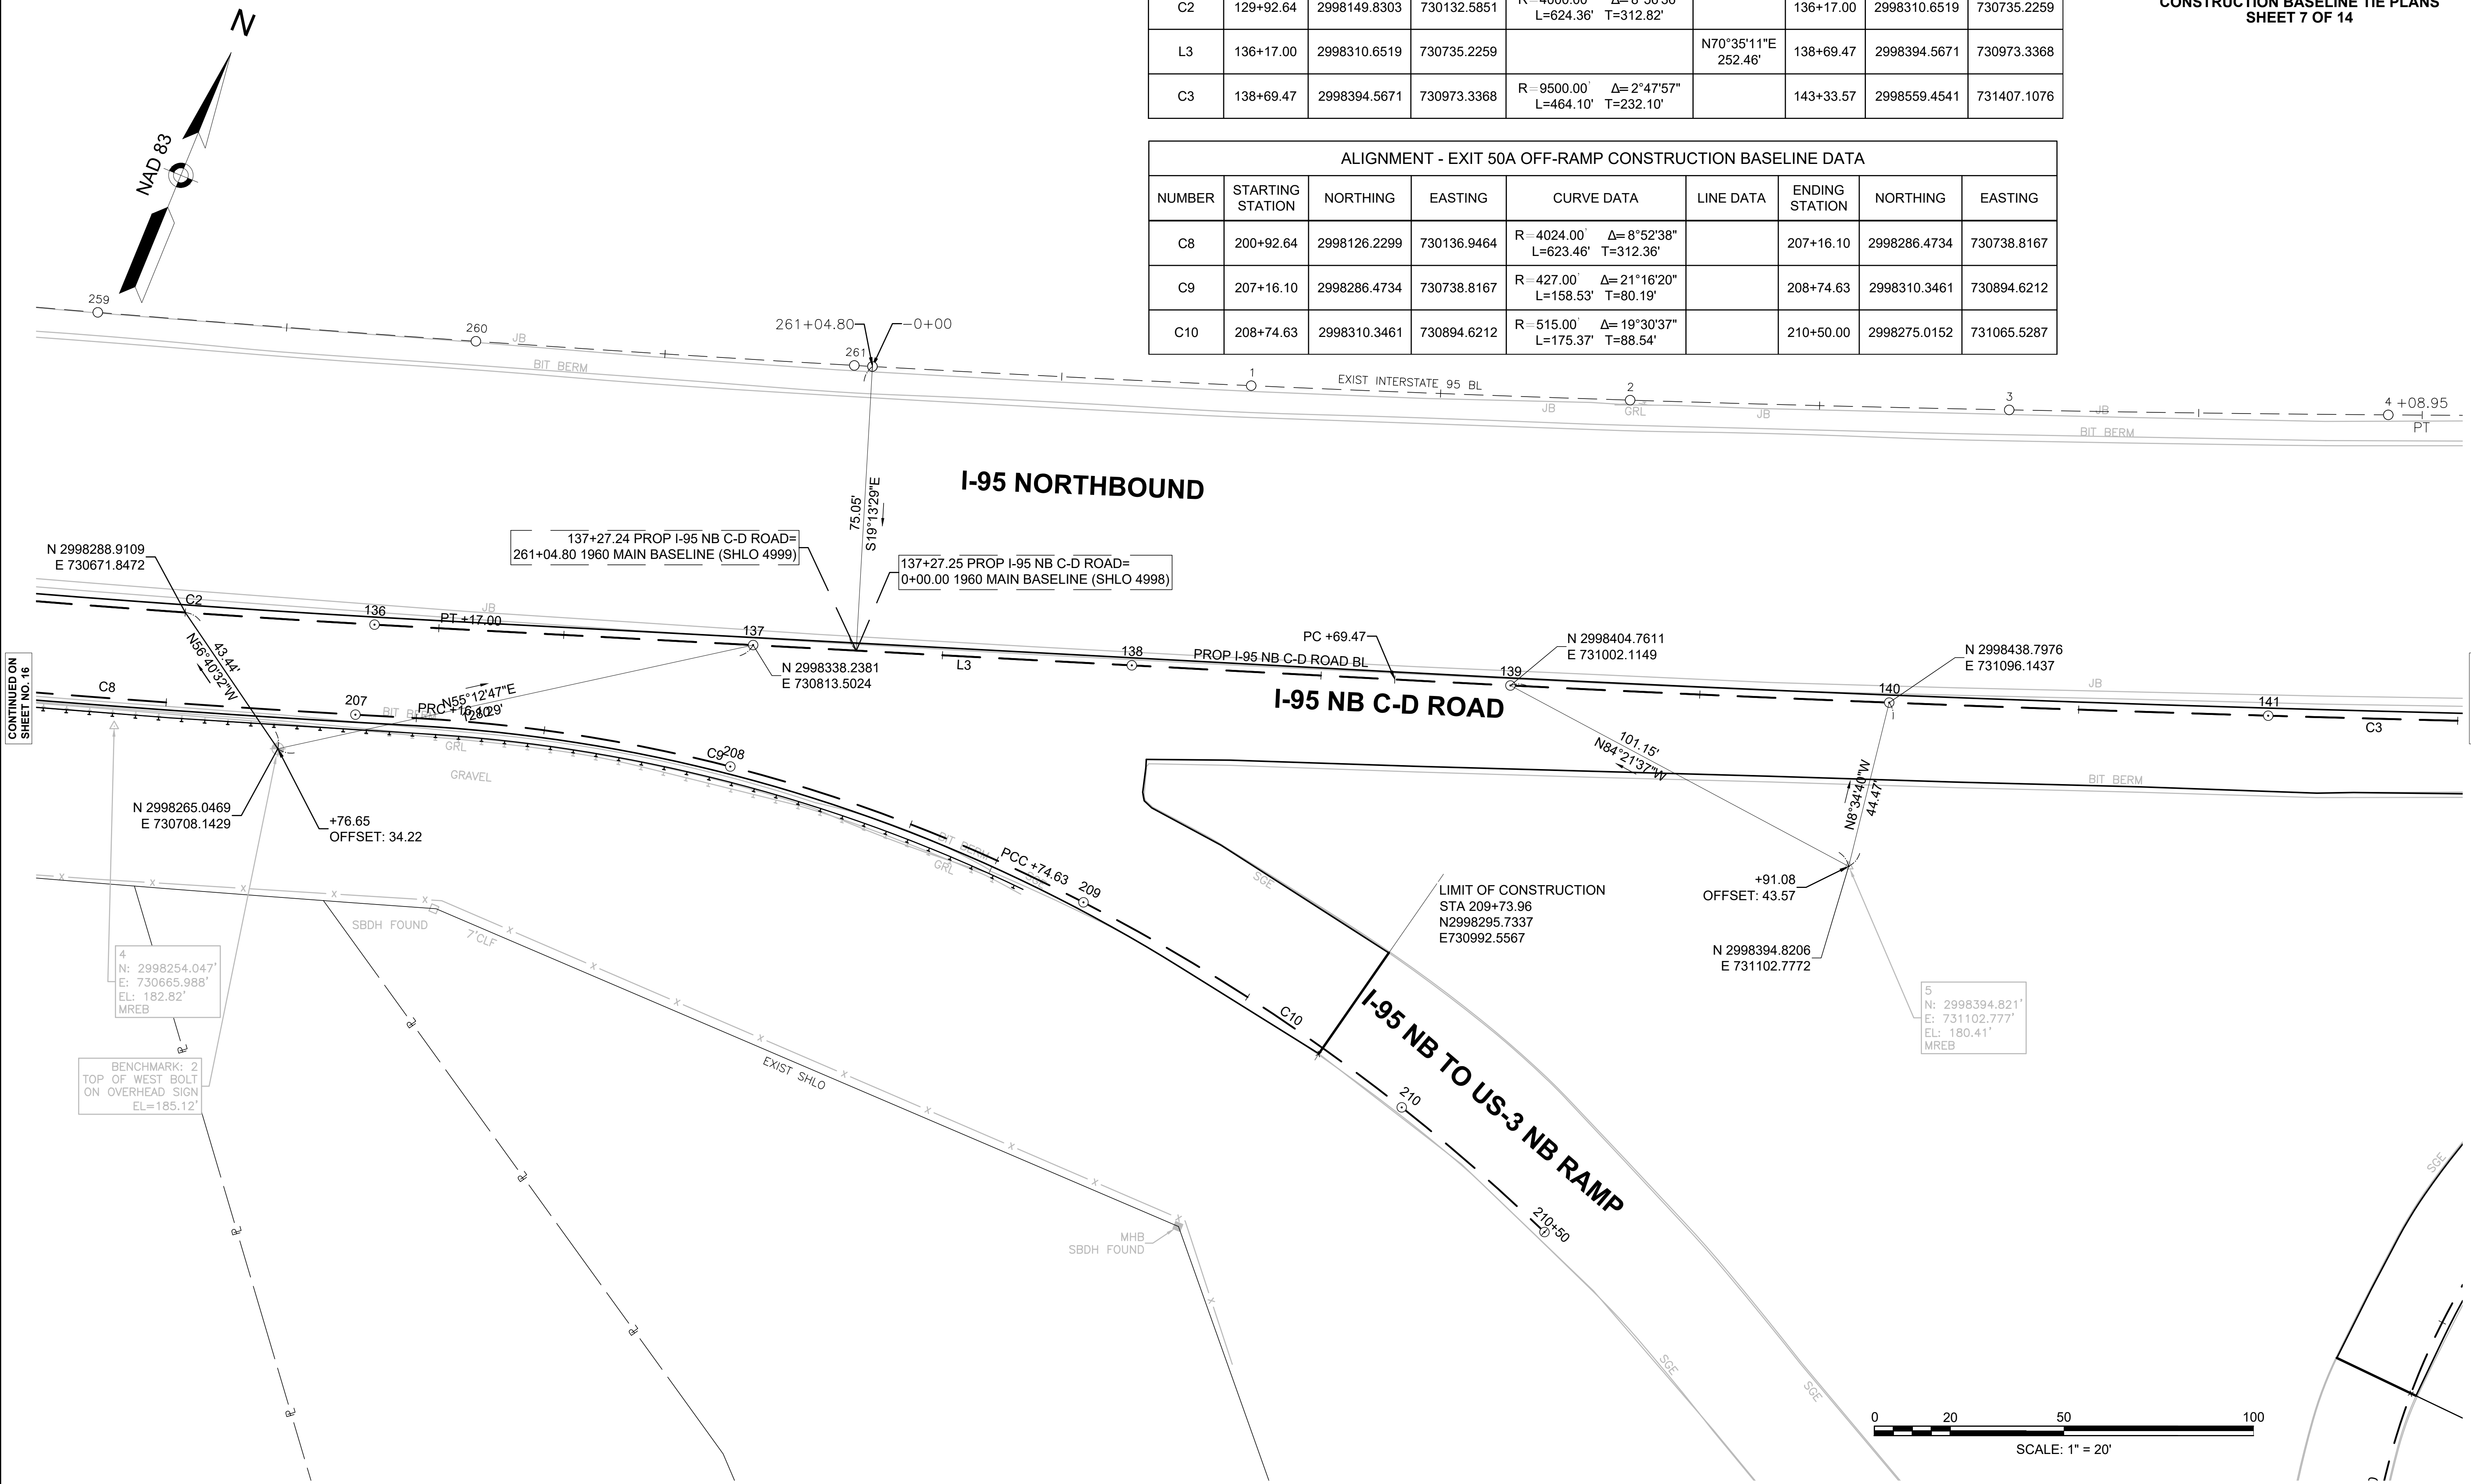 CONSTRUCTION BASELINE TIE PLANS
SHEET 7 OF 14
C2 129+92.64 2998149.8303 730132.5851 L=624.36' T=312.82' 136+17.00 2998310.6519 730735.2259
L3 136+17.00 2998310.6519 730735.2259 N70°35'11"E 252.46' 138+69.47 2998394.5671 730973.3368
C3 138+69.47 2998394.5671 730973.3368 R=9500.00' Δ=2°47'57" L=464.10' T=232.10' 143+33.57 2998559.4541 731407.1076
ALIGNMENT - EXIT 50A OFF-RAMP CONSTRUCTION BASELINE DATA
NUMBER STARTING STATION NORTHING EASTING CURVE DATA LINE DATA ENDING STATION NORTHING EASTING
C8 200+92.64 2998126.2299 730136.9464 R=4024.00' Δ=8°52'38" L=623.46' T=312.36' 207+16.10 2998286.4734 730738.8167
C9 207+16.10 2998286.4734 730738.8167 R=427.00' Δ=21°16'20" L=158.53' T=80.19' 208+74.63 2998310.3461 730894.6212
C10 208+74.63 2998310.3461 730894.6212 R=515.00' Δ=19°30'37" L=175.37' T=88.54' 210+50.00 2998275.0152 731065.5287
N
NAD 83
259
260
JB
BIT BERM
261+04.80
-0+00
261
1
EXIST INTERSTATE 95 BL
2
JB
GRL
JB
3
JB
4 +08.95
PT
BIT BERM
I-95 NORTHBOUND
75.05'
S19°13'29"E
137+27.24 PROP I-95 NB C-D ROAD=
261+04.80 1960 MAIN BASELINE (SHLO 4999)
137+27.25 PROP I-95 NB C-D ROAD=
0+00.00 1960 MAIN BASELINE (SHLO 4998)
N 2998288.9109
E 730671.8472
C2
136
JB
PT +17.00
137
N 2998338.2381
E 730813.5024
L3
138
PROP I-95 NB C-D ROAD BL
PC +69.47
139
N 2998404.7611
E 731002.1149
140
N 2998438.7976
E 731096.1437
JB
141
C3
I-95 NB C-D ROAD
CONTINUED ON
SHEET NO. 16
C8
43.44'
N56°40'32"W
207
BIT
N55°12'47"E
PRC +16.10
GRL
GRAVEL
C9
208
N 2998265.0469
E 730708.1429
+76.65
OFFSET: 34.22
101.15'
N84°21'37"W
N8°34'40"W
44.47'
BIT BERM
BIT BERM
GRL
PCC +74.63
209
SGE
LIMIT OF CONSTRUCTION
STA 209+73.96
N2998295.7337
E730992.5567
+91.08
OFFSET: 43.57
N 2998394.8206
E 731102.7772
5
N: 2998394.821'
E: 731102.777'
EL: 180.41'
MREB
SBDH FOUND
7'CLF
4
N: 2998254.047'
E: 730665.988'
EL: 182.82'
MREB
BENCHMARK: 2
TOP OF WEST BOLT
ON OVERHEAD SIGN
EL=185.12'
EXIST SHLO
C10
I-95 NB TO US-3 NB RAMP
210
210+50
MHB
SBDH FOUND
SGE
SGE
SGE
0 20 50 100
SCALE: 1" = 20'